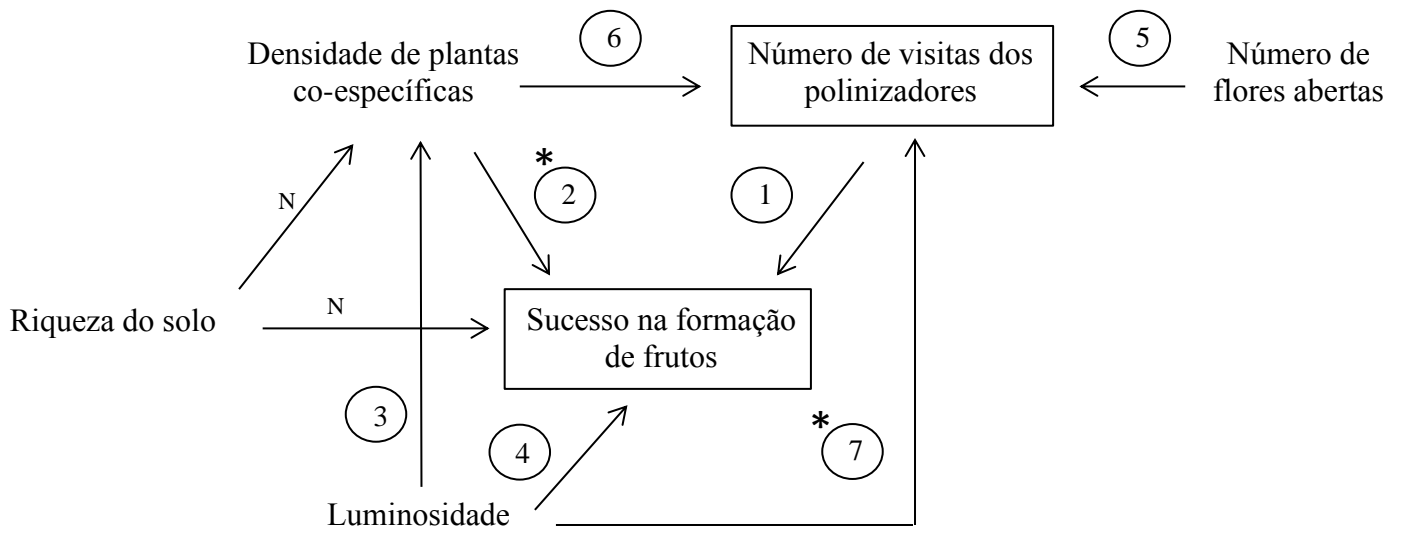 Densidade de plantas
co-específicas
6
Número de visitas dos
polinizadores
5
Número de
flores abertas
N
*
2
1
Riqueza do solo
N
Sucesso na formação
de frutos
3
4
*
7
Luminosidade